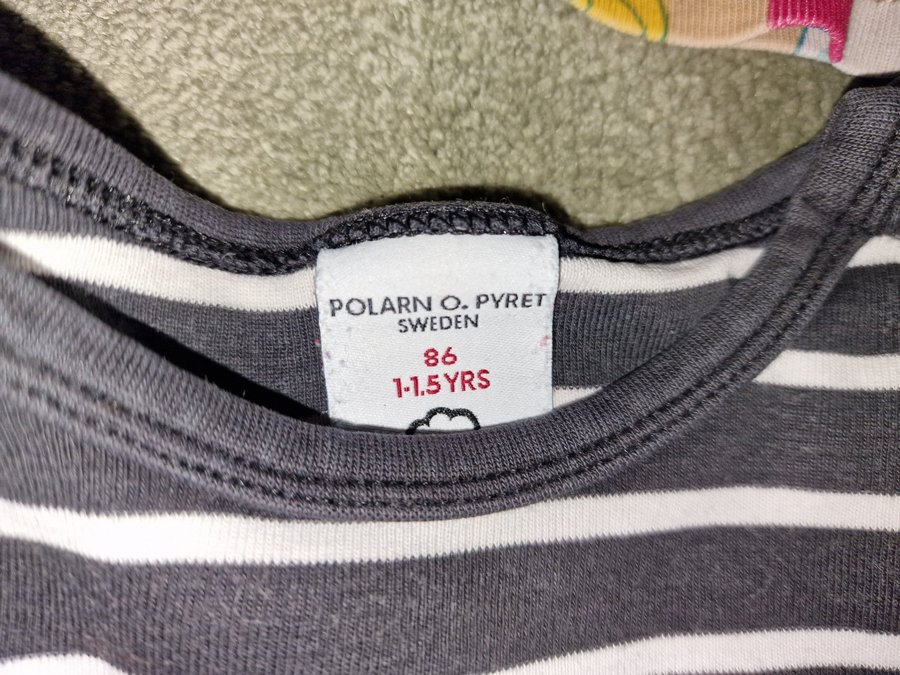 POLARN O. PYRET
SWEDEN
86
1-1.5 YRS